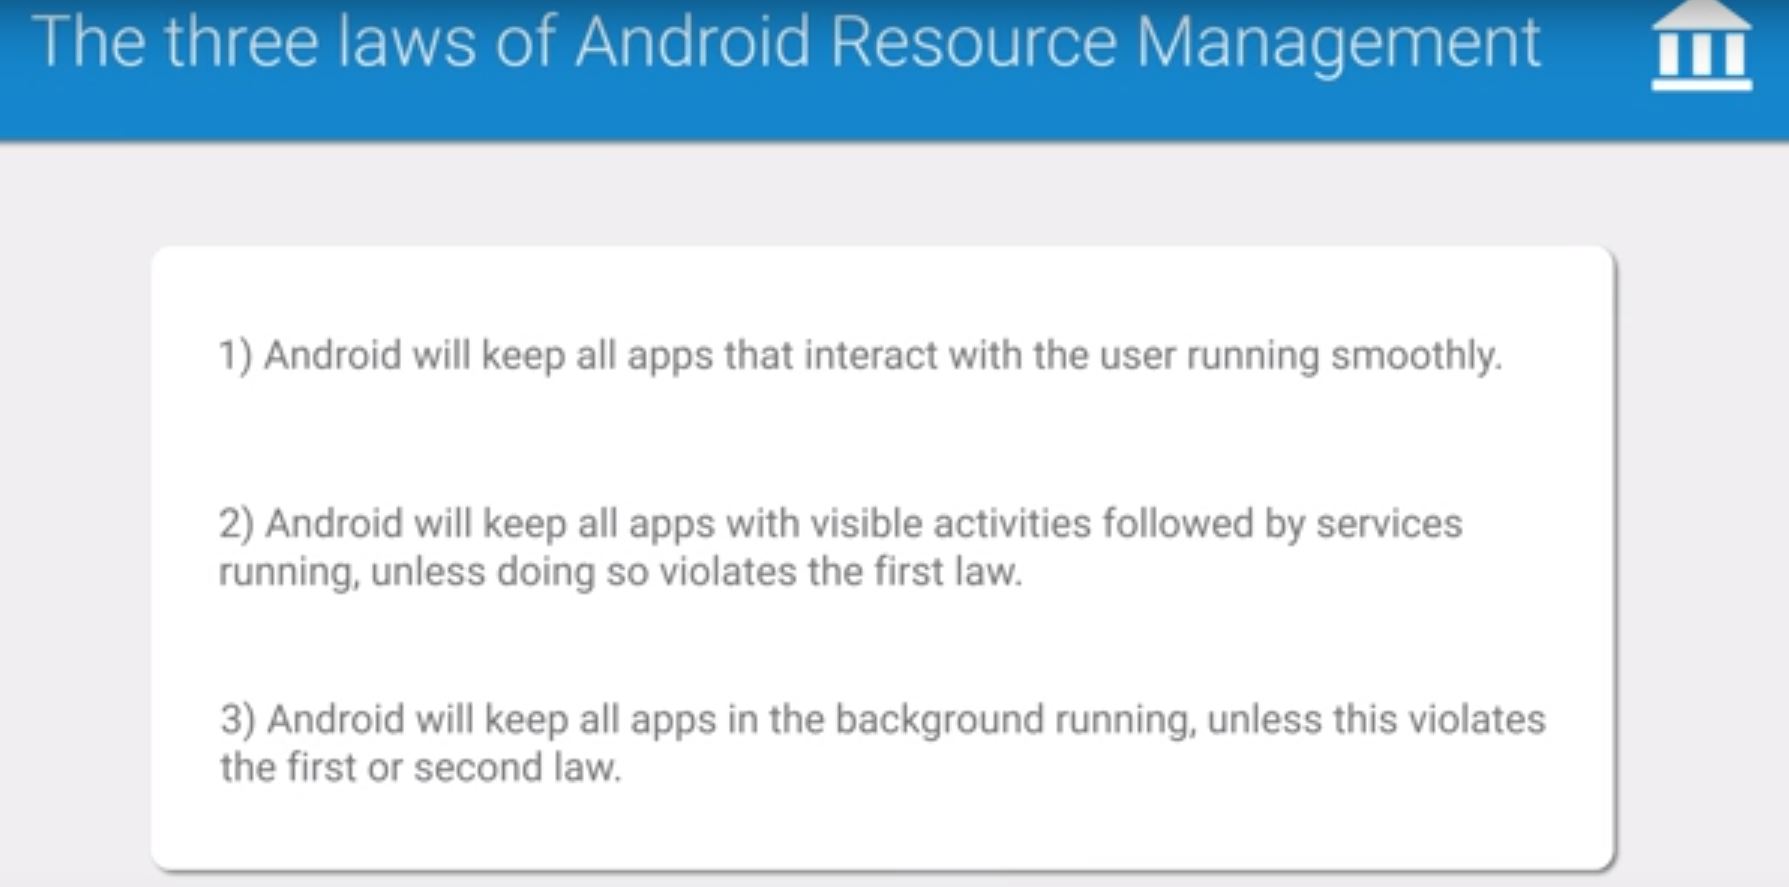 The three laws of Android Resource Management
1) Android will keep all apps that interact with the user running smoothly.
2) Android will keep all apps with visible activities followed by services
running, unless doing so violates the first law.
3) Android will keep all apps in the background running, unless this violates
the first or second law.